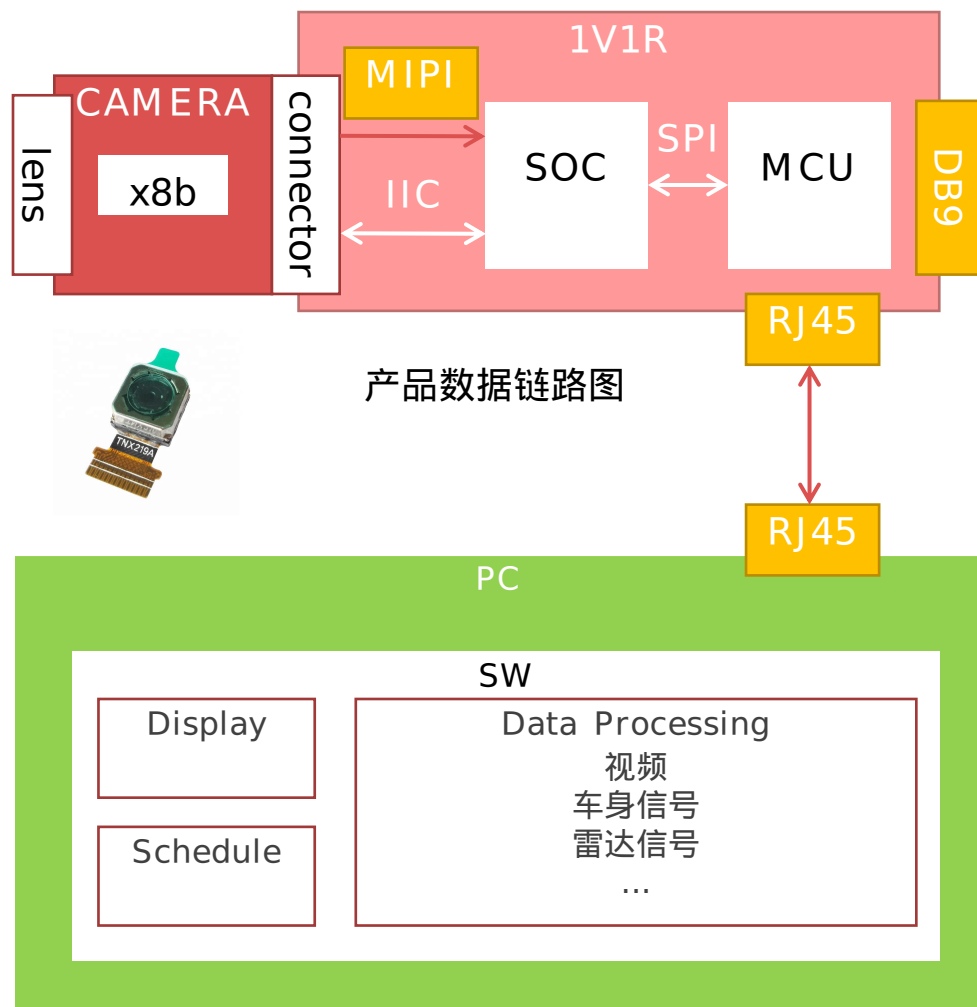 1V1R
MIPI
CAMERA
connector
lens
x8b
SOC
SPI
MCU
DB9
IIC
RJ45
产品数据链路图
TNX219A
RJ45
PC
SW
Display
Data Processing
视频
车身信号
雷达信号
...
Schedule